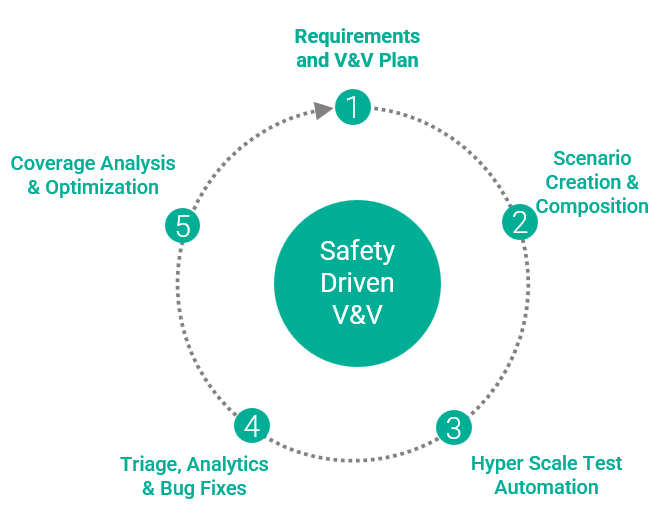 Requirements
and V&V Plan
1
Scenario
Creation &
Composition
2
3
Hyper Scale Test
Automation
4
Triage, Analytics
& Bug Fixes
5
Coverage Analysis
& Optimization
Safety
Driven
V&V